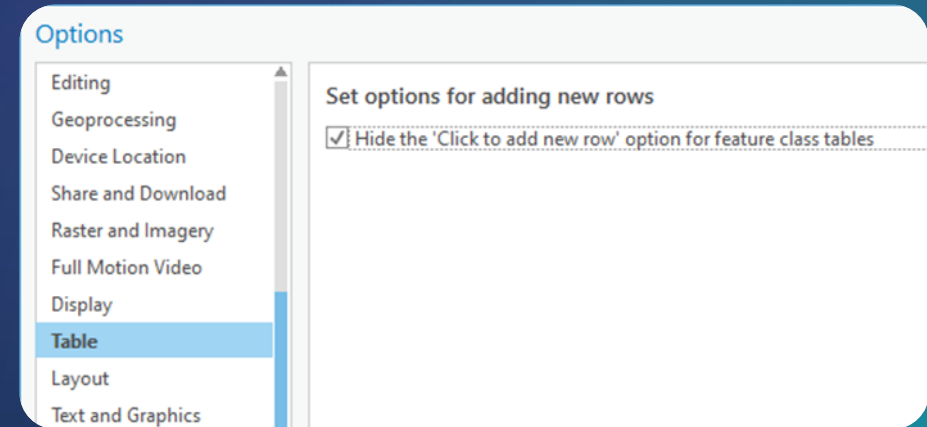 Options
Editing
Geoprocessing
Device Location
Share and Download
Raster and Imagery
Full Motion Video
Display
Table
Layout
Text and Graphics
Set options for adding new rows
Hide the 'Click to add new row' option for feature class tables